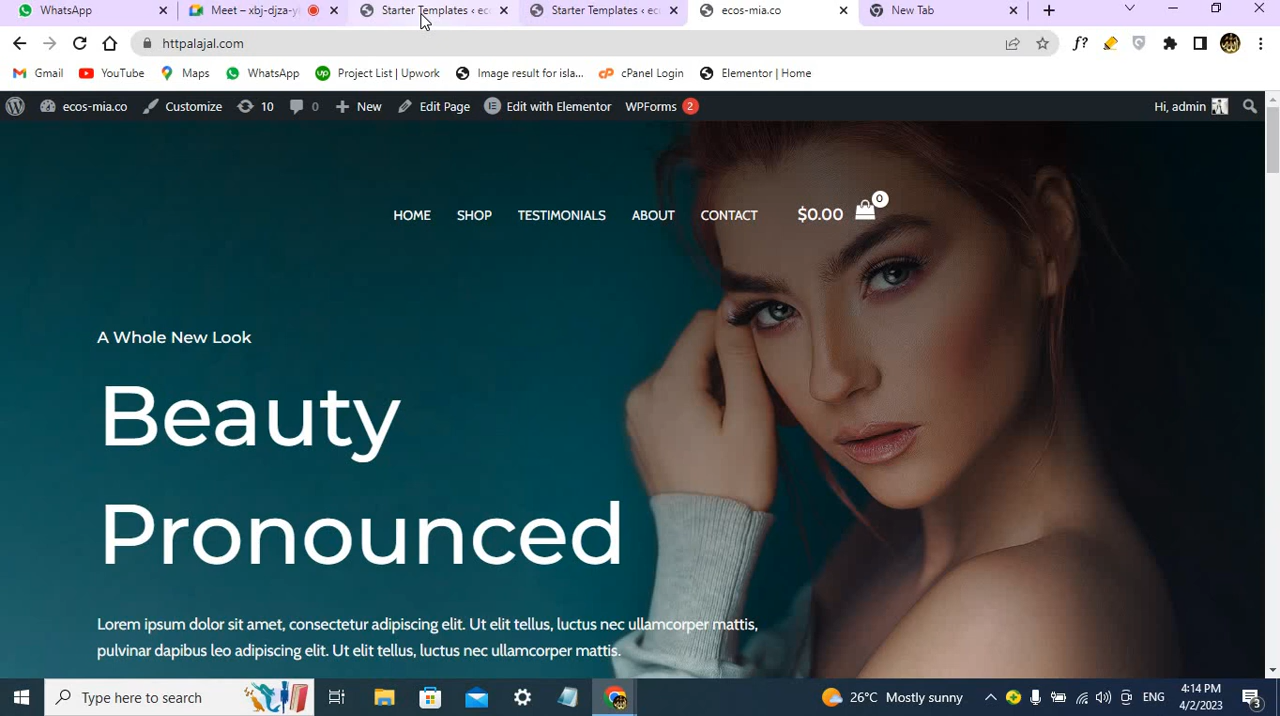 WhatsApp
Meet – xbj-djza-yi
Starter Templates ‹ ec
Starter Templates ‹ ec
ecos-mia.co
New Tab
httpalajal.com
f?
Gmail
YouTube
Maps
WhatsApp
Project List | Upwork
Image result for isla...
cPanel Login
Elementor | Home
ecos-mia.co
Customize
10
0
New
Edit Page
Edit with Elementor
WPForms 2
Hi, admin
HOME
SHOP
TESTIMONIALS
ABOUT
CONTACT
$0.00
0
A Whole New Look
Beauty
Pronounced
Lorem ipsum dolor sit amet, consectetur adipiscing elit. Ut elit tellus, luctus nec ullamcorper mattis,
pulvinar dapibus leo adipiscing elit. Ut elit tellus, luctus nec ullamcorper mattis.
Type here to search
26°C Mostly sunny
ENG
4:14 PM
4/2/2023
3